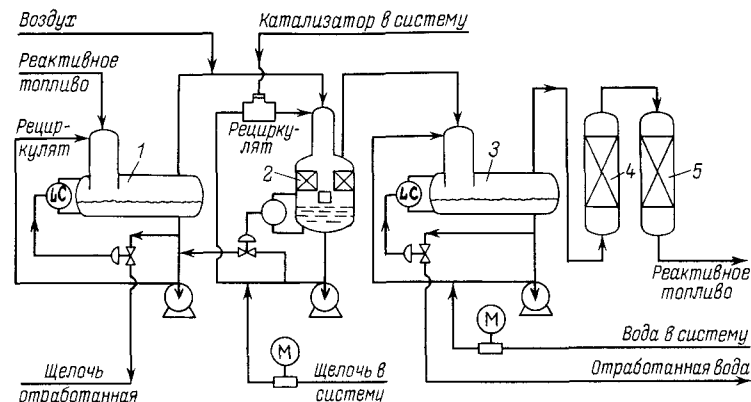 Воздух
Катализатор в систему
Реактивное
топливо
Рецир-
кулят
Рецирку-
лят
1
2
3
4
5
LC
LC
Реактивное
топливо
M
M
Вода в систему
Щелочь
отработанная
Щелочь в
систему
Отработанная вода